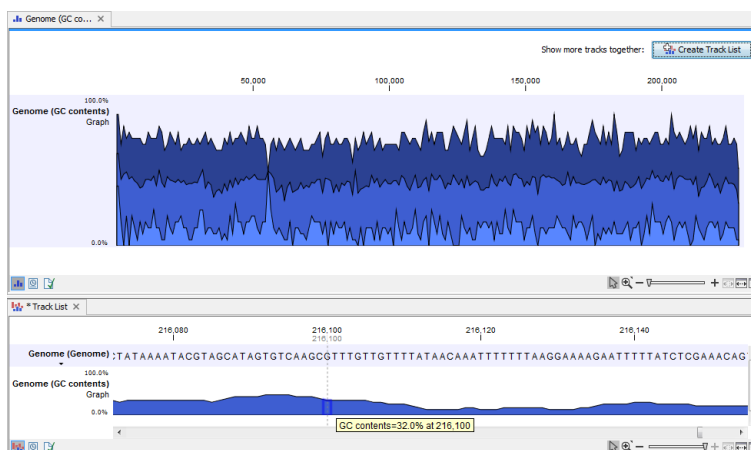 Genome (GC co... ×
Show more tracks together: Create Track List
50,000 100,000 150,000 200,000
100.0%
Genome (GC contents)
Graph
0.0%
* Track List ×
216,080 216,100 216,120 216,140
216,100
Genome (Genome) CTATAAAATACGTAGCATAGTGTCAAGCGTTTGTTGTTTTATAACAAATTTTTTTAAGGAAAAGAATTTTTATCTCGAAACAG
100.0%
Genome (GC contents)
Graph
0.0%
GC contents=32.0% at 216,100